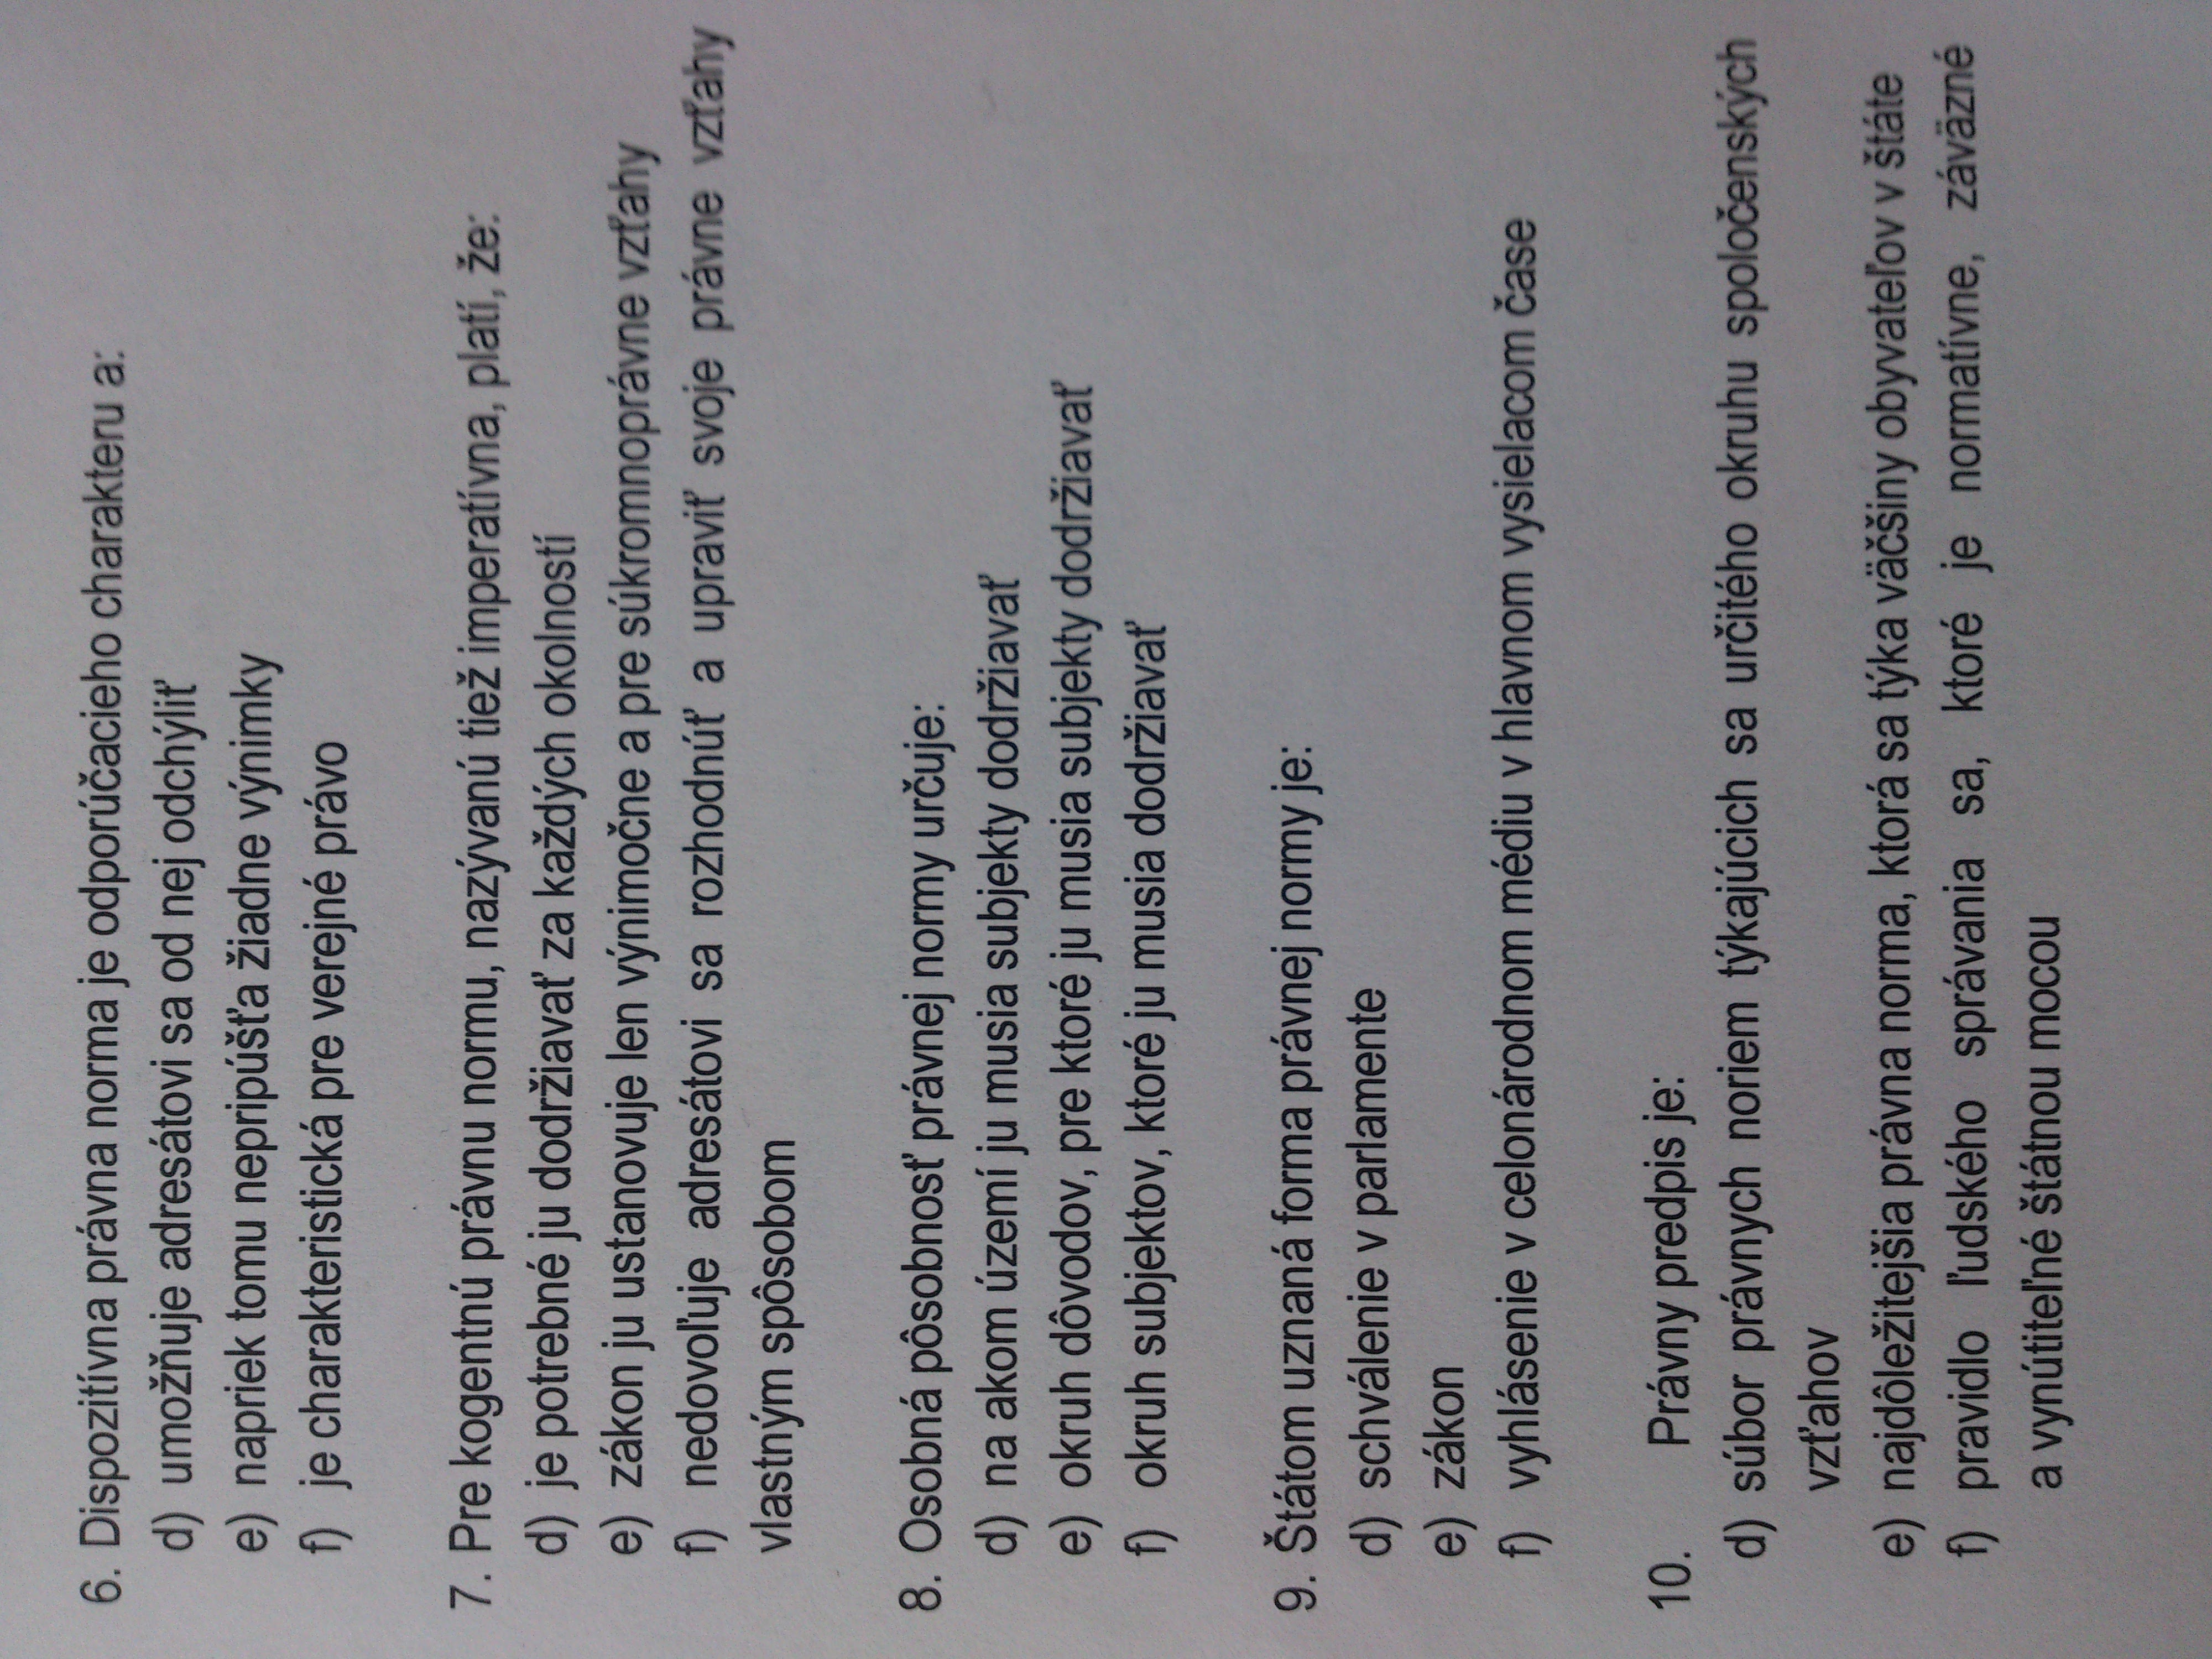 6. Dispozitívna právna norma je odporúčacieho charakteru a:
d) umožňuje adresátovi sa od nej odchýliť
e) napriek tomu nepripúšťa žiadne výnimky
f) je charakteristická pre verejné právo
7. Pre kogentnú právnu normu, nazývanú tiež imperatívna, platí, že:
d) je potrebné ju dodržiavať za každých okolností
e) zákon ju ustanovuje len výnimočne a pre súkromnoprávne vzťahy
f) nedovoľuje adresátovi sa rozhodnúť a upraviť svoje právne vzťahy
vlastným spôsobom
8. Osobná pôsobnosť právnej normy určuje:
d) na akom území ju musia subjekty dodržiavať
e) okruh dôvodov, pre ktoré ju musia subjekty dodržiavať
f) okruh subjektov, ktoré ju musia dodržiavať
9. Štátom uznaná forma právnej normy je:
d) schválenie v parlamente
e) zákon
f) vyhlásenie v celonárodnom médiu v hlavnom vysielacom čase
10. Právny predpis je:
d) súbor právnych noriem týkajúcich sa určitého okruhu spoločenských
vzťahov
e) najdôležitejšia právna norma, ktorá sa týka väčšiny obyvateľov v štáte
f) pravidlo ľudského správania sa, ktoré je normatívne, záväzné
a vynútiteľné štátnou mocou